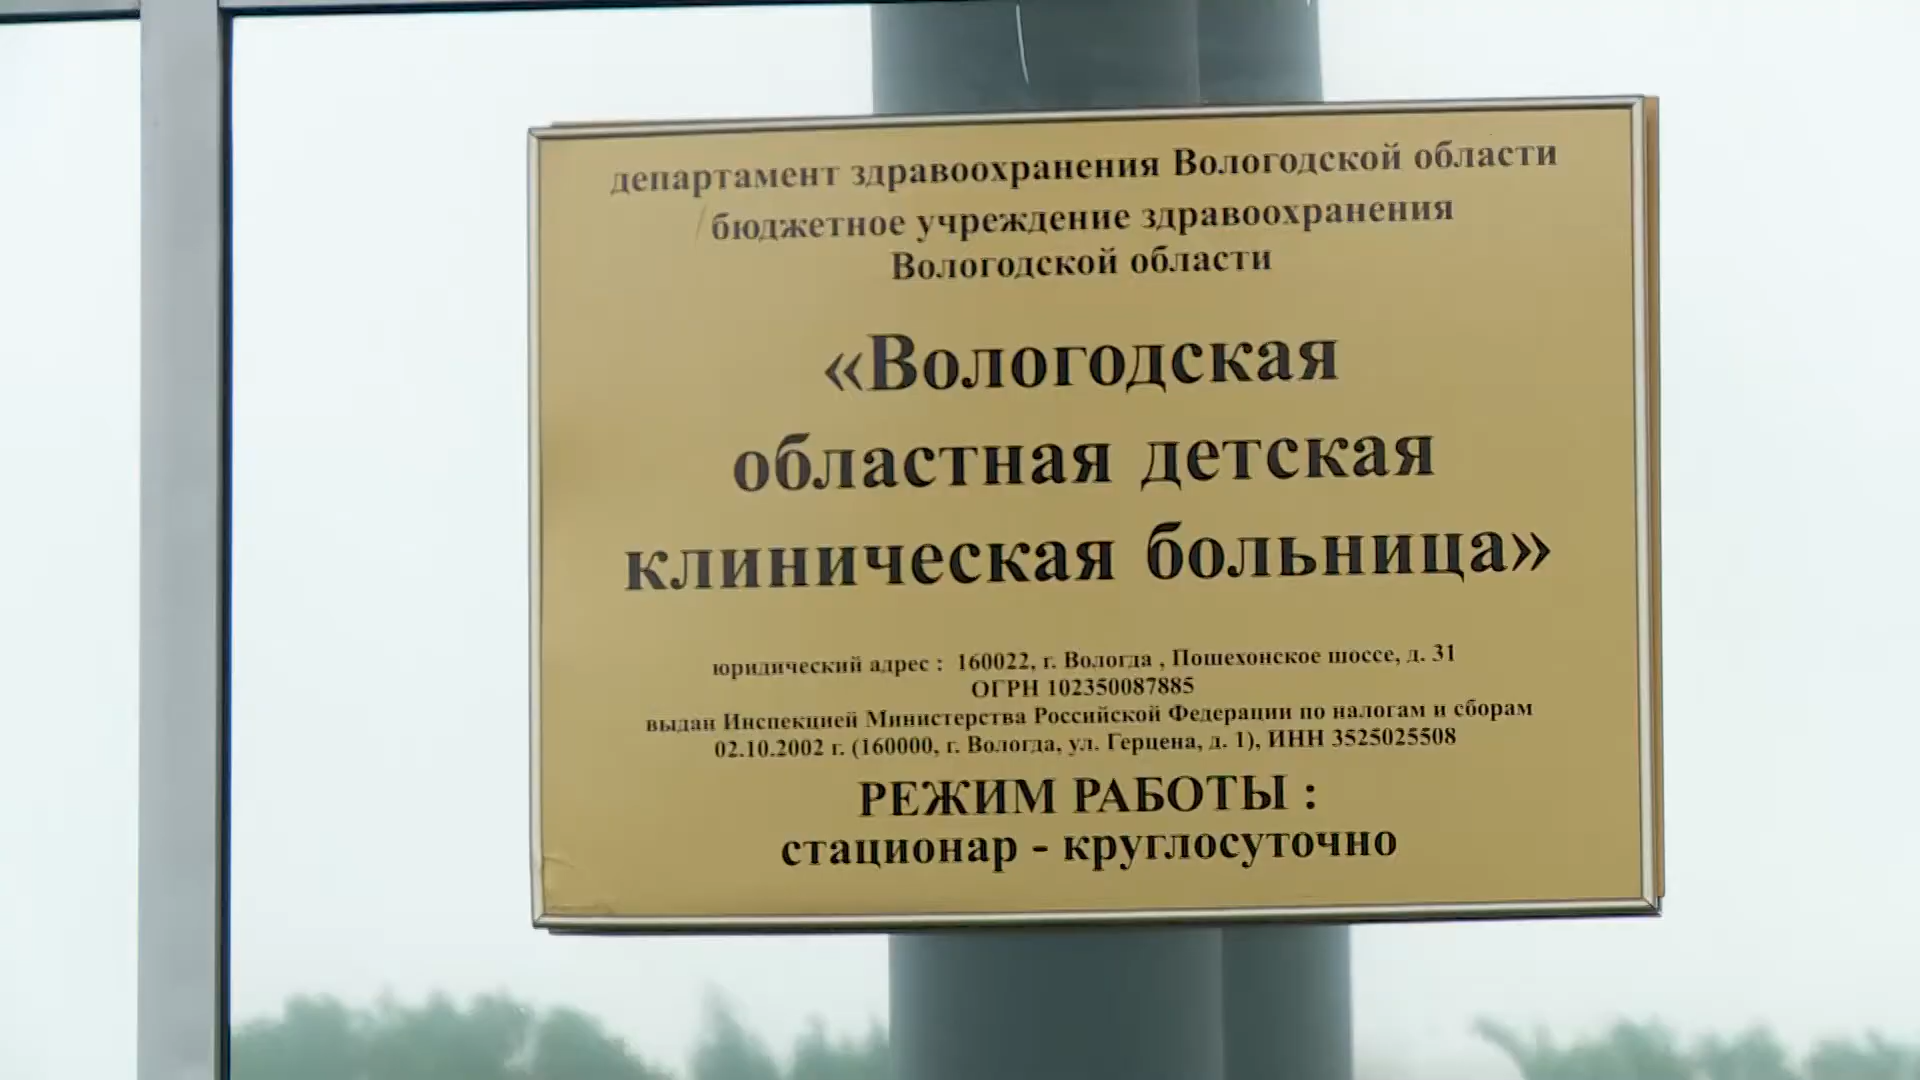 департамент здравоохранения Вологодской области
бюджетное учреждение здравоохранения
Вологодской области
«Вологодская
областная детская
клиническая больница»
юридический адрес : 160022, г. Вологда , Пошехонское шоссе, д. 31
ОГРН 102350087885
выдан Инспекцией Министерства Российской Федерации по налогам и сборам
02.10.2002 г. (160000, г. Вологда, ул. Герцена, д. 1), ИНН 3525025508
РЕЖИМ РАБОТЫ :
стационар - круглосуточно